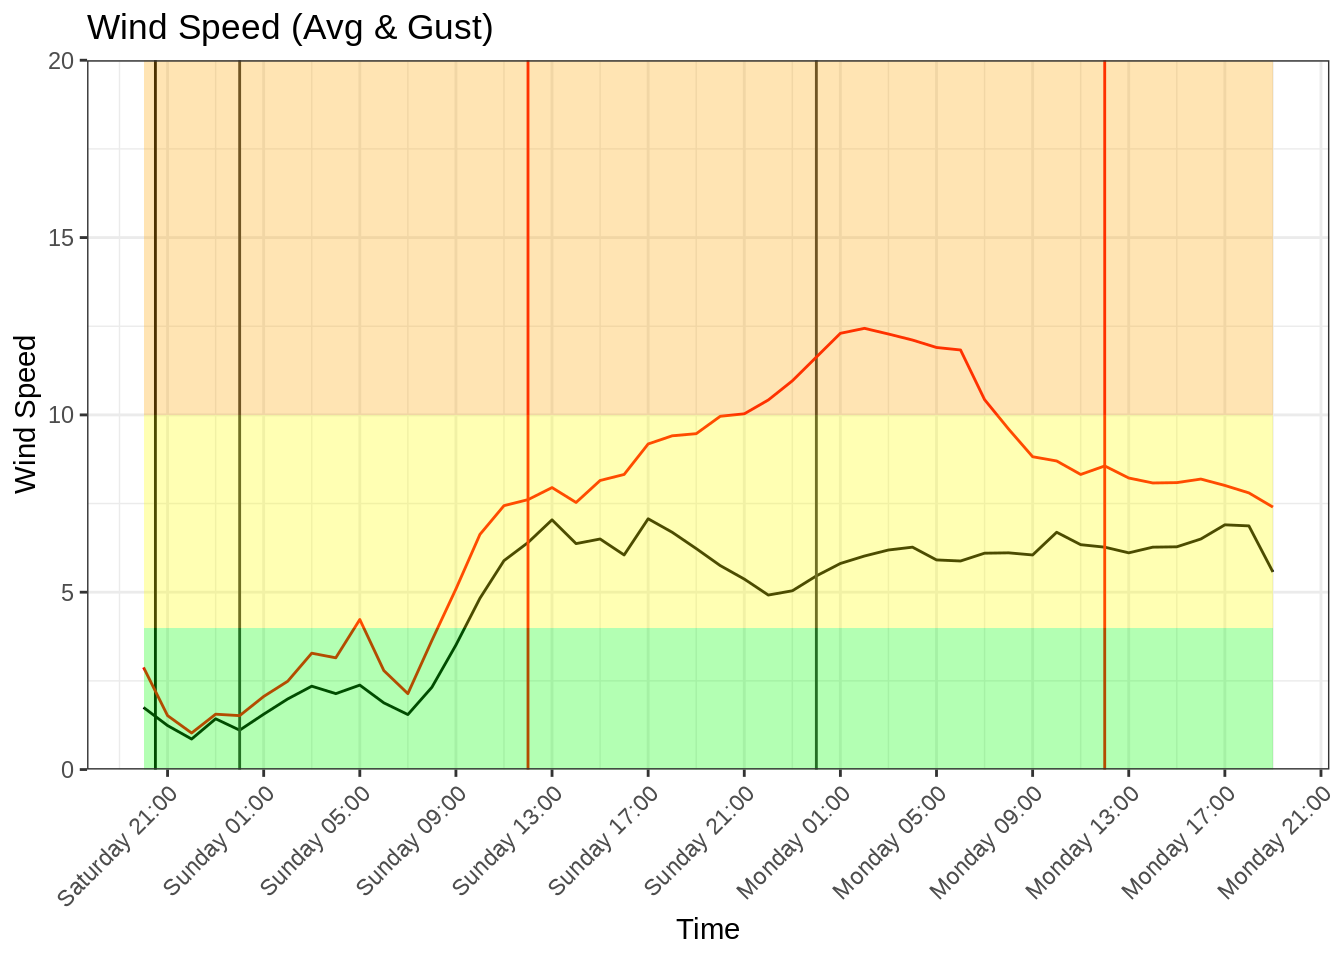 Wind Speed (Avg & Gust)
Wind Speed
20
15
10
5
0
Saturday 21:00
Sunday 01:00
Sunday 05:00
Sunday 09:00
Sunday 13:00
Sunday 17:00
Sunday 21:00
Monday 01:00
Monday 05:00
Monday 09:00
Monday 13:00
Monday 17:00
Monday 21:00
Time